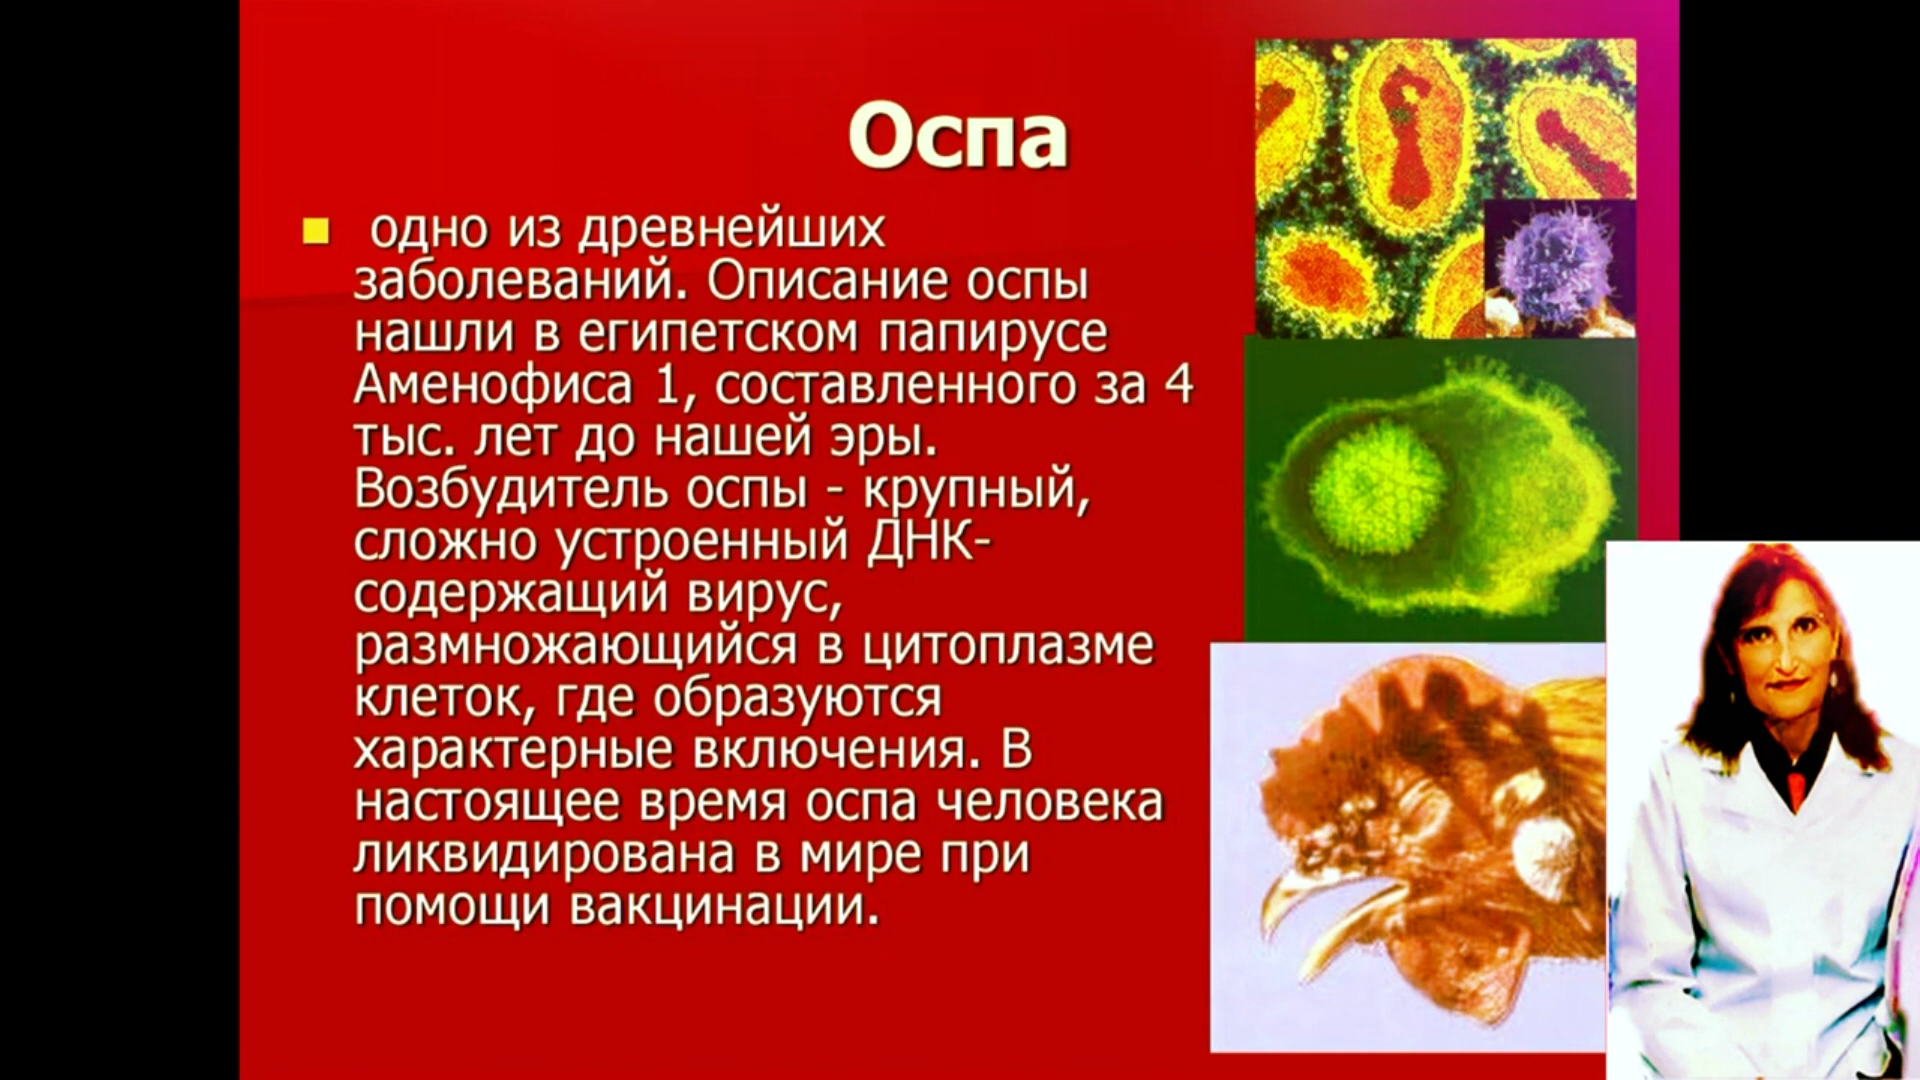 Оспа
одно из древнейших
заболеваний. Описание оспы
нашли в египетском папирусе
Аменофиса 1, составленного за 4
тыс. лет до нашей эры.
Возбудитель оспы - крупный,
сложно устроенный ДНК-
содержащий вирус,
размножающийся в цитоплазме
клеток, где образуются
характерные включения. В
настоящее время оспа человека
ликвидирована в мире при
помощи вакцинации.